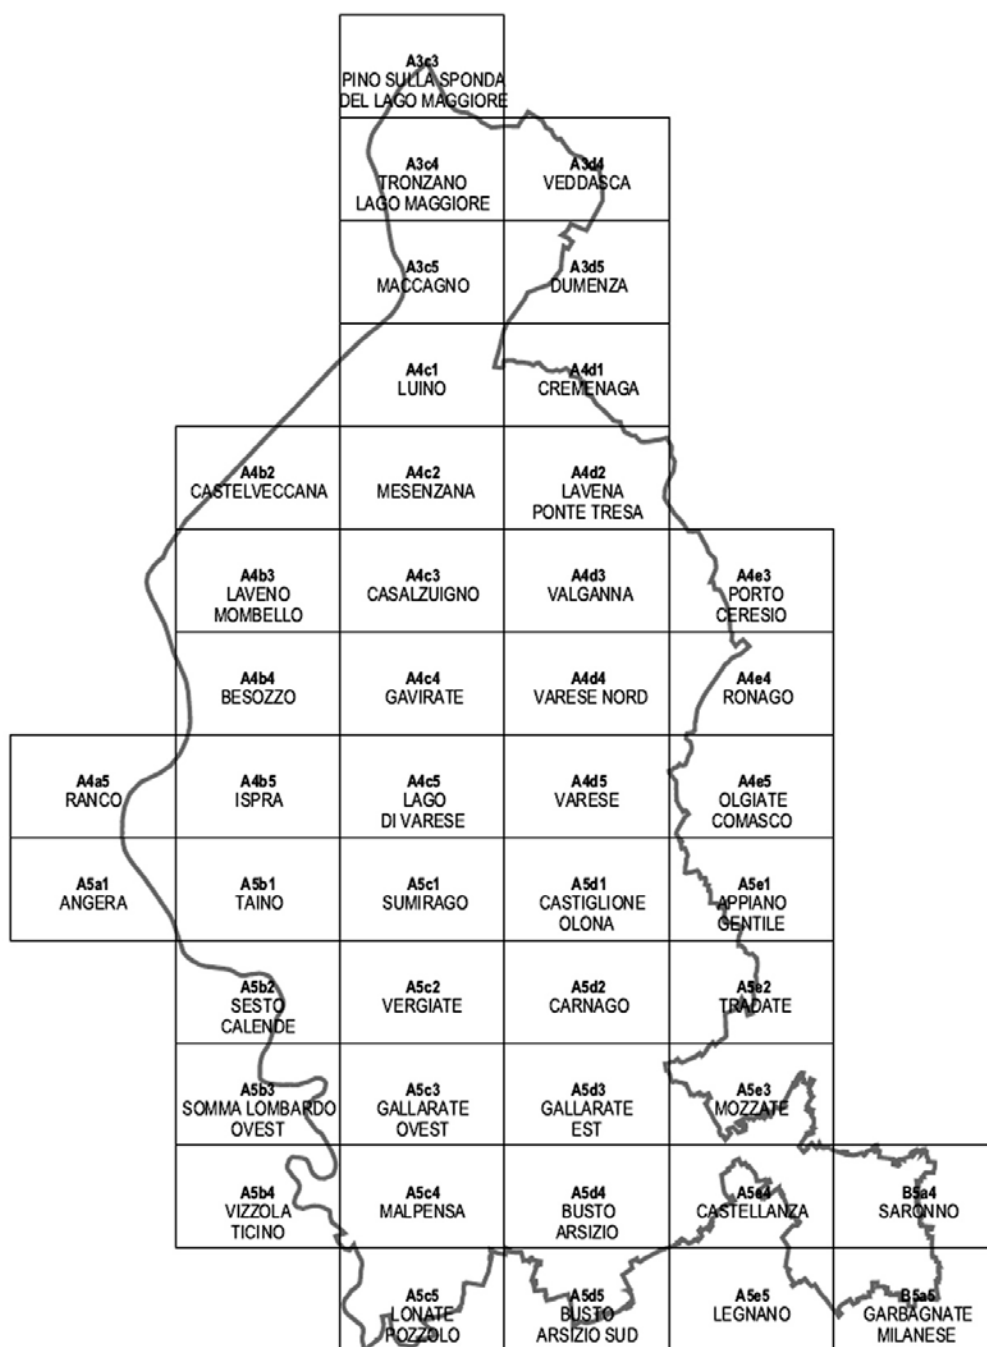 A3c3
PINO SULLA SPONDA
DEL LAGO MAGGIORE
A3c4
TRONZANO
LAGO MAGGIORE
A3d4
VEDDASCA
A3c5
MACCAGNO
A3d5
DUMENZA
A4c1
LUINO
A4d1
CREMENAGA
A4b2
CASTELVECCANA
A4c2
MESENZANA
A4d2
LAVENA
PONTE TRESA
A4b3
LAVENO
MOMBELLO
A4c3
CASALZUIGNO
A4d3
VALGANNA
A4e3
PORTO
CERESIO
A4b4
BESOZZO
A4c4
GAVIRATE
A4d4
VARESE NORD
A4e4
RONAGO
A4a5
RANCO
A4b5
ISPRA
A4c5
LAGO
DI VARESE
A4d5
VARESE
A4e5
OLGIATE
COMASCO
A5a1
ANGERA
A5b1
TAINO
A5c1
SUMIRAGO
A5d1
CASTIGLIONE
OLONA
A5e1
APPIANO
GENTILE
A5b2
SESTO
CALENDE
A5c2
VERGIATE
A5d2
CARNAGO
A5e2
TRADATE
A5b3
SOMMA LOMBARDO
OVEST
A5c3
GALLARATE
OVEST
A5d3
GALLARATE
EST
A5e3
MOZZATE
A5b4
VIZZOLA
TICINO
A5c4
MALPENSA
A5d4
BUSTO
ARSIZIO
A5e4
CASTELLANZA
B5a4
SARONNO
A5c5
LONATE
POZZOLO
A5d5
BUSTO
ARSIZIO SUD
A5e5
LEGNANO
B5a5
GARBAGNATE
MILANESE